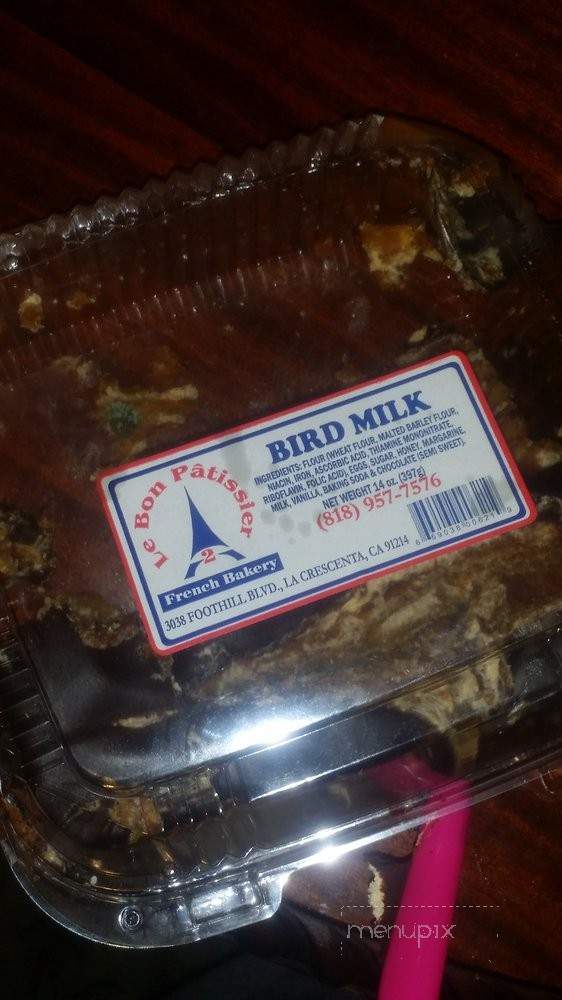 BIRD MILK
INGREDIENTS: FLOUR (WHEAT FLOUR, MALTED BARLEY FLOUR,
NIACIN, IRON, ASCORBIC ACID, THIAMINE MONONITRATE,
RIBOFLAVIN, FOLIC ACID), EGGS, SUGAR, HONEY, MARGARINE,
MILK, VANILLA, BAKING SODA & CHOCOLATE (SEMI SWEET).
NET WEIGHT 14 oz. (397g)
(818) 957-7576
Le Bon Pâtissier
2
French Bakery
3038 FOOTHILL BLVD., LA CRESCENTA, CA 91214
menupix